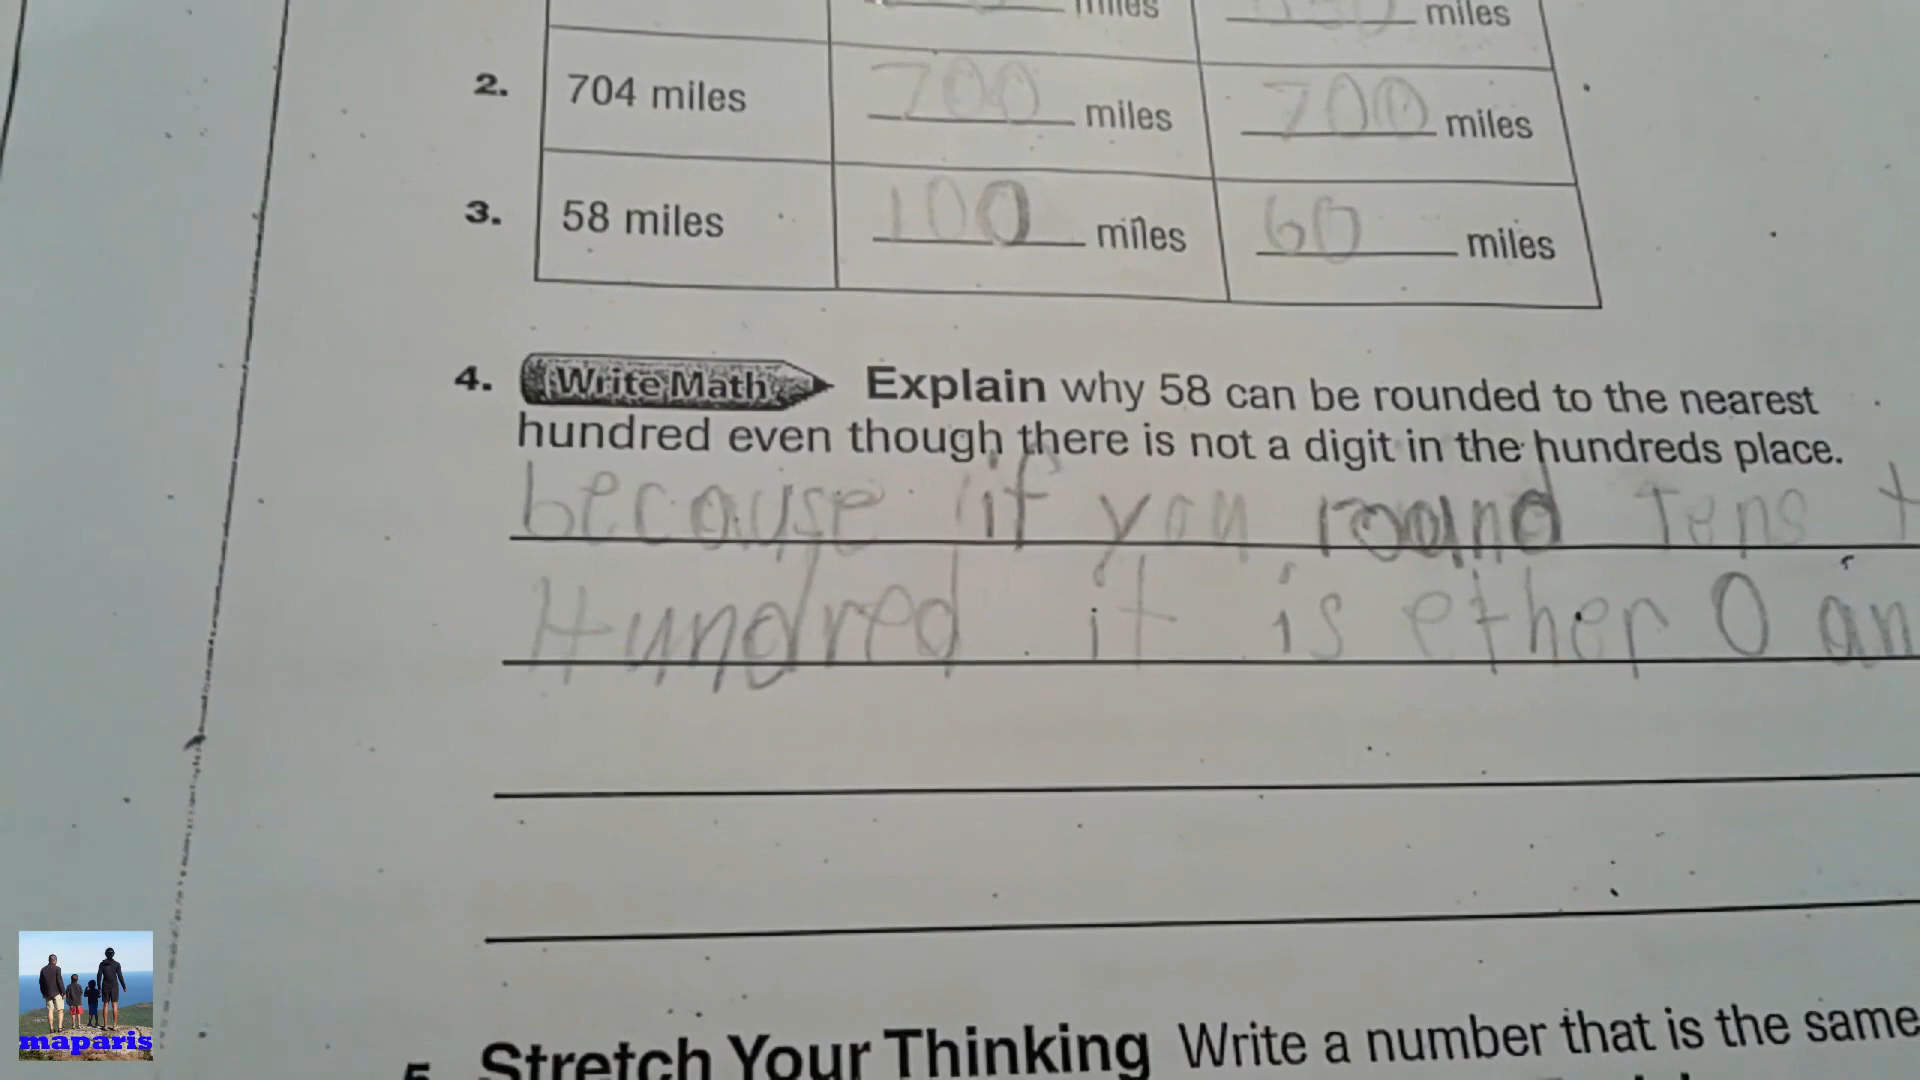 miles miles
2. 704 miles 700 miles 700 miles
3. 58 miles 100 miles 60 miles
4. Write Math Explain why 58 can be rounded to the nearest
hundred even though there is not a digit in the hundreds place.
because if you round Tens t
Hundred it is ether 0 an
5. Stretch Your Thinking Write a number that is the same
maparis